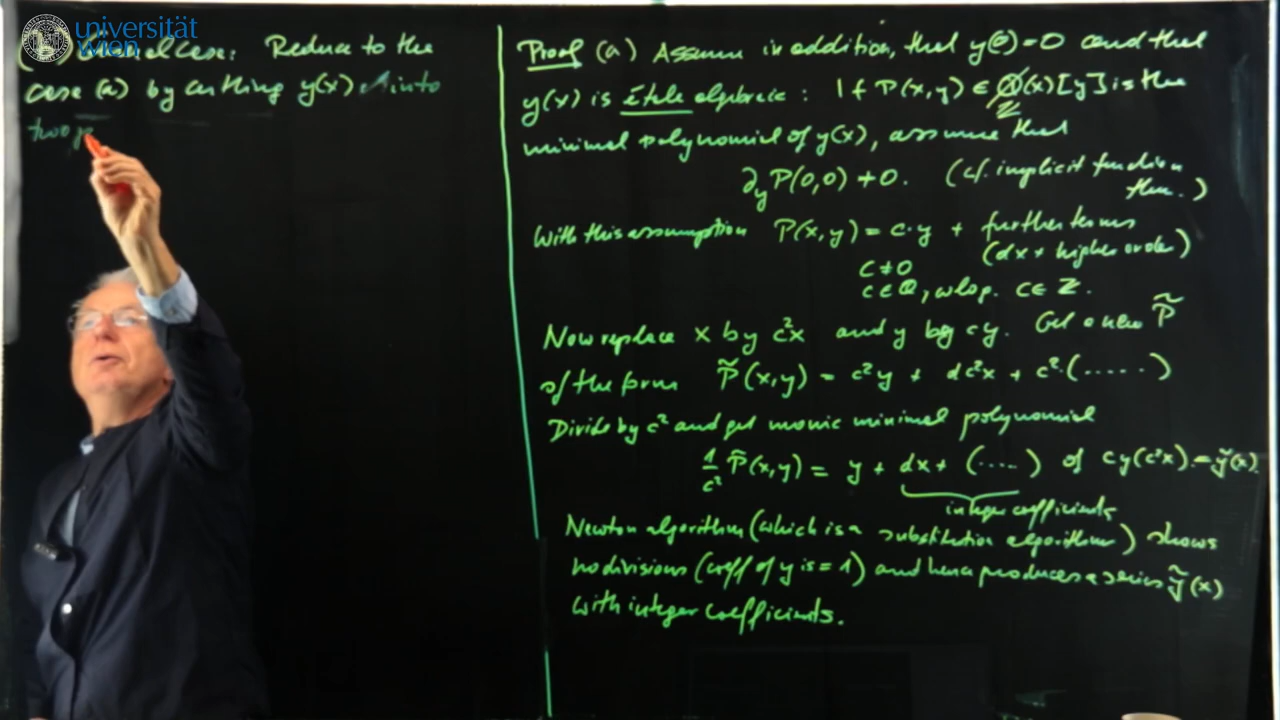 universität
wien
General case: Reduce to the
case (a) by cutting y(x) into
two
Proof (a) Assume in addition, that y(0)=0 and that
y(x) is étale algebraic: If P(x,y) ∈ ℤ(x)[y] is the
minimal polynomial of y(x), assume that
∂_y P(0,0) ≠ 0. (cf. implicit function
thm.)
With this assumption P(x,y) = c·y + further terms
(dx + higher order)
c ≠ 0
c ∈ ℚ, wlog. c ∈ ℤ.
Now replace x by c²x and y by cy. Get a new P̃
of the form P̃(x,y) = c²y + dc²x + c²·(.....)
Divide by c² and get monic minimal polynomial
1/c² P̃(x,y) = y + dx + (....) of cy(c²x) = ỹ(x).
integer coefficients
Newton algorithm (which is a substitution algorithm) shows
no divisions (coeff of y is = 1) and hence produces a series ỹ(x)
with integer coefficients.